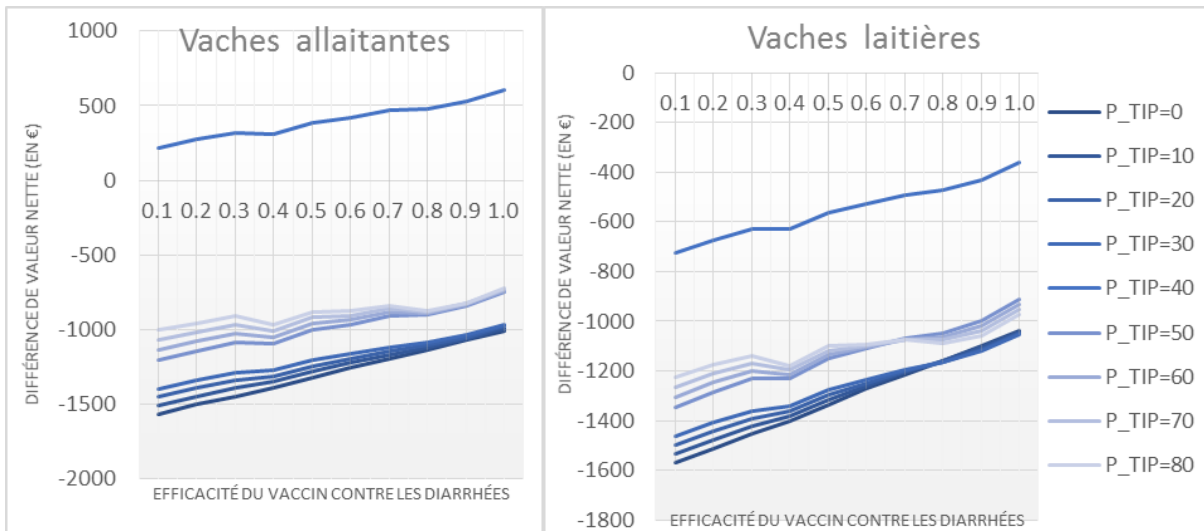 Vaches allaitantes
1000
500
0
-500
-1000
-1500
-2000
DIFFÉRENCE DE VALEUR NETTE (EN €)
0.1 0.2 0.3 0.4 0.5 0.6 0.7 0.8 0.9 1.0
EFFICACITÉ DU VACCIN CONTRE LES DIARRHÉES
Vaches laitières
0
-200
-400
-600
-800
-1000
-1200
-1400
-1600
-1800
DIFFÉRENCE DE VALEUR NETTE (EN €)
0.1 0.2 0.3 0.4 0.5 0.6 0.7 0.8 0.9 1.0
EFFICACITÉ DU VACCIN CONTRE LES DIARRHÉES
P_TIP=0
P_TIP=10
P_TIP=20
P_TIP=30
P_TIP=40
P_TIP=50
P_TIP=60
P_TIP=70
P_TIP=80